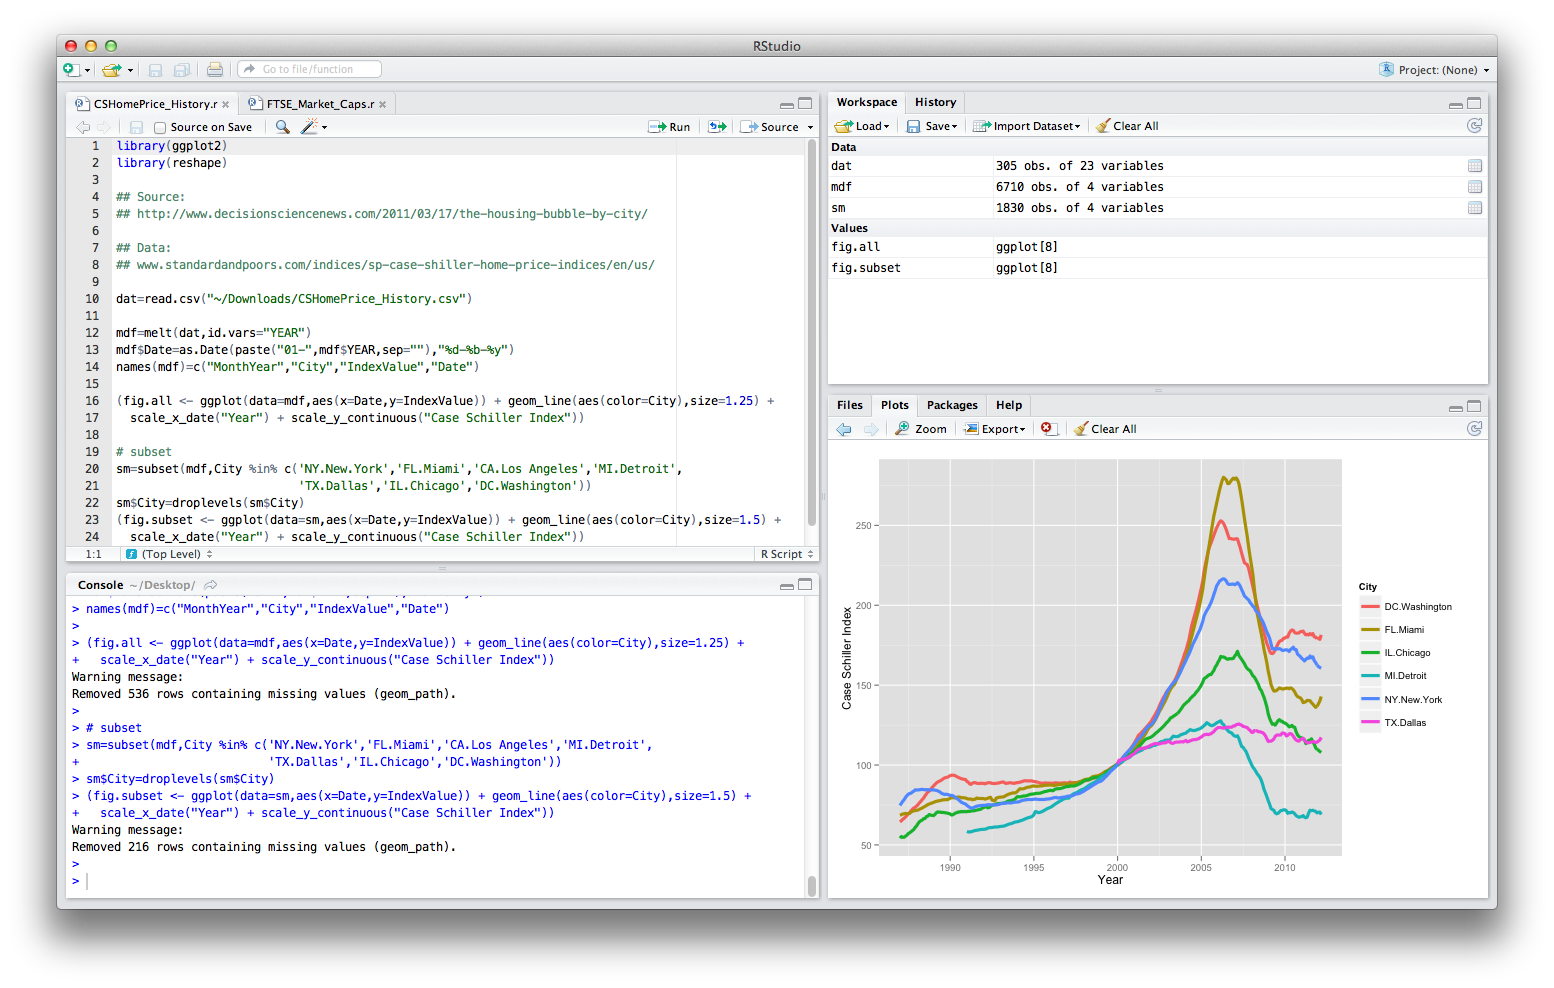 RStudio
Go to file/function
Project: (None)
CSHomePrice_History.r
FTSE_Market_Caps.r
Source on Save
Run
Source
1 library(ggplot2)
2 library(reshape)
3
4 ## Source:
5 ## http://www.decisionsciencenews.com/2011/03/17/the-housing-bubble-by-city/
6
7 ## Data:
8 ## www.standardandpoors.com/indices/sp-case-shiller-home-price-indices/en/us/
9
10 dat=read.csv("~/Downloads/CSHomePrice_History.csv")
11
12 mdf=melt(dat,id.vars="YEAR")
13 mdf$Date=as.Date(paste("01-",mdf$YEAR,sep=""),"%d-%b-%y")
14 names(mdf)=c("MonthYear","City","IndexValue","Date")
15
16 (fig.all <- ggplot(data=mdf,aes(x=Date,y=IndexValue)) + geom_line(aes(color=City),size=1.25) +
17 scale_x_date("Year") + scale_y_continuous("Case Schiller Index"))
18
19 # subset
20 sm=subset(mdf,City %in% c('NY.New.York','FL.Miami','CA.Los Angeles','MI.Detroit',
21 'TX.Dallas','IL.Chicago','DC.Washington'))
22 sm$City=droplevels(sm$City)
23 (fig.subset <- ggplot(data=sm,aes(x=Date,y=IndexValue)) + geom_line(aes(color=City),size=1.5) +
24 scale_x_date("Year") + scale_y_continuous("Case Schiller Index"))
1:1 (Top Level) R Script
Console ~/Desktop/
> names(mdf)=c("MonthYear","City","IndexValue","Date")
>
> (fig.all <- ggplot(data=mdf,aes(x=Date,y=IndexValue)) + geom_line(aes(color=City),size=1.25) +
+ scale_x_date("Year") + scale_y_continuous("Case Schiller Index"))
Warning message:
Removed 536 rows containing missing values (geom_path).
>
> # subset
> sm=subset(mdf,City %in% c('NY.New.York','FL.Miami','CA.Los Angeles','MI.Detroit',
+ 'TX.Dallas','IL.Chicago','DC.Washington'))
> sm$City=droplevels(sm$City)
> (fig.subset <- ggplot(data=sm,aes(x=Date,y=IndexValue)) + geom_line(aes(color=City),size=1.5) +
+ scale_x_date("Year") + scale_y_continuous("Case Schiller Index"))
Warning message:
Removed 216 rows containing missing values (geom_path).
>
>
Workspace History
Load Save Import Dataset Clear All
Data
dat 305 obs. of 23 variables
mdf 6710 obs. of 4 variables
sm 1830 obs. of 4 variables
Values
fig.all ggplot[8]
fig.subset ggplot[8]
Files Plots Packages Help
Zoom Export Clear All
Case Schiller Index
250
200
150
100
50
1990 1995 2000 2005 2010
Year
City
DC.Washington
FL.Miami
IL.Chicago
MI.Detroit
NY.New.York
TX.Dallas